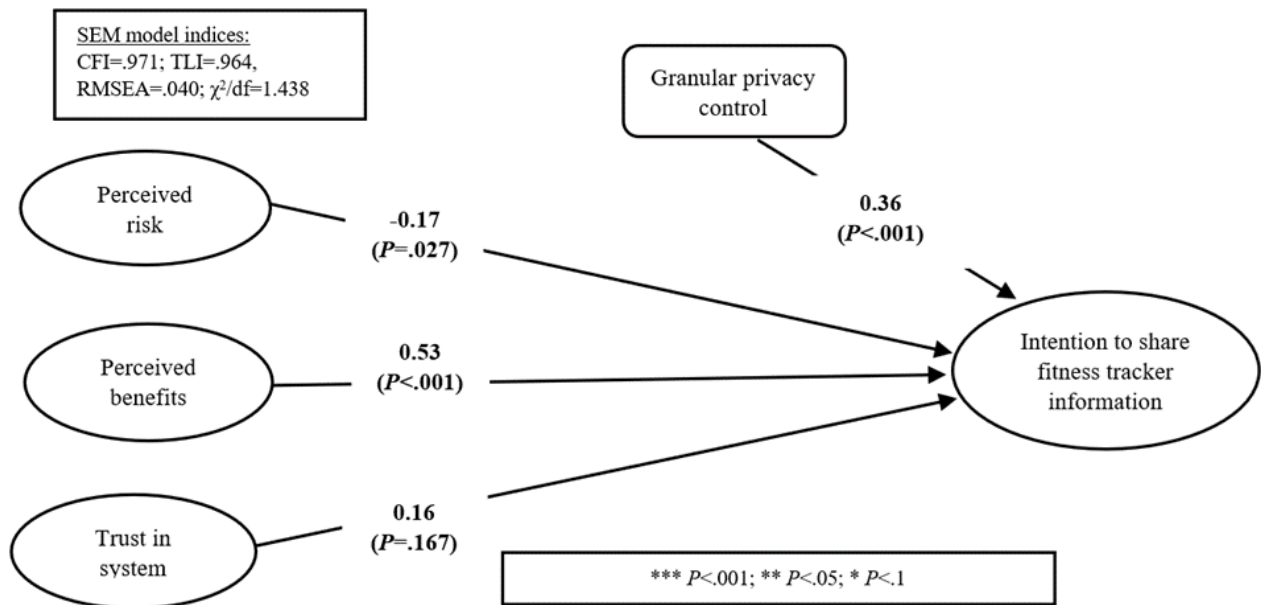 SEM model indices:
CFI=.971; TLI=.964,
RMSEA=.040; χ²/df=1.438
Granular privacy
control
Perceived
risk
-0.17
(P=.027)
0.36
(P<.001)
Perceived
benefits
0.53
(P<.001)
Intention to share
fitness tracker
information
Trust in
system
0.16
(P=.167)
*** P<.001; ** P<.05; * P<.1